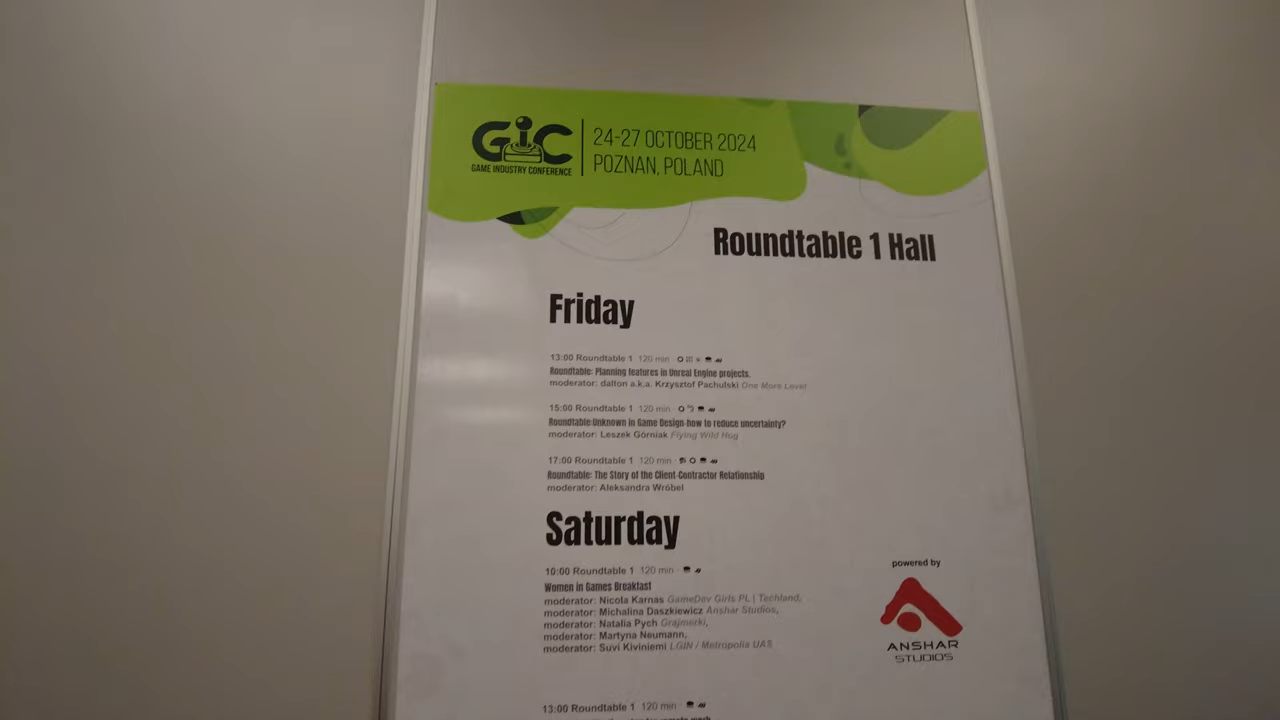 GIC
GAME INDUSTRY CONFERENCE
24-27 OCTOBER 2024
POZNAN, POLAND
Roundtable 1 Hall
Friday
13:00 Roundtable 1 120 min
Roundtable: Planning features in Unreal Engine projects.
moderator: dalton a.k.a. Krzysztof Pachulski One More Level
15:00 Roundtable 1 120 min
Roundtable:Unknown in Game Design-how to reduce uncertainty?
moderator: Leszek Górniak Flying Wild Hog
17:00 Roundtable 1 120 min
Roundtable: The Story of the Client-Contractor Relationship
moderator: Aleksandra Wróbel
Saturday
10:00 Roundtable 1 120 min
Women in Games Breakfast
moderator: Nicola Karnas GameDev Girls PL | Techland,
moderator: Michalina Daszkiewicz Anshar Studios,
moderator: Natalia Pych Grajmerki,
moderator: Martyna Neumann,
moderator: Suvi Kiviniemi LGIN / Metropolia UAS
powered by
ANSHAR
STUDIOS
13:00 Roundtable 1 120 min